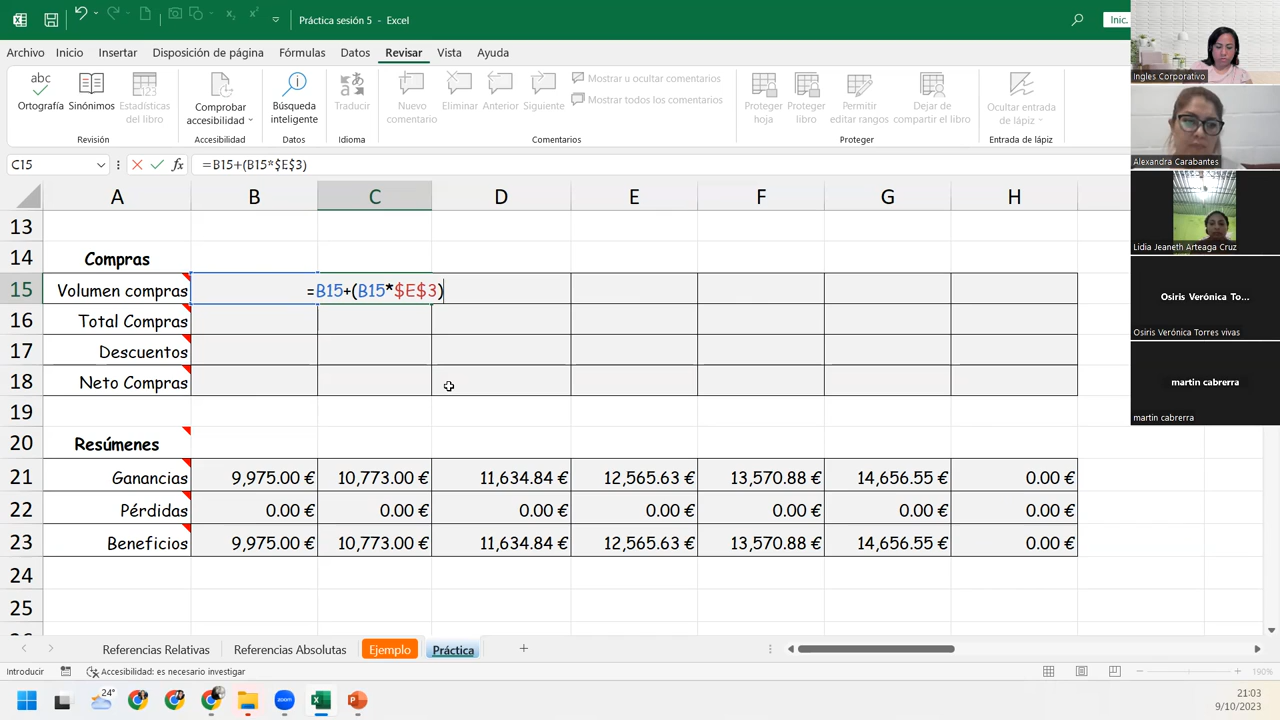 Práctica sesión 5 - Excel
Inic.
Archivo Inicio Insertar Disposición de página Fórmulas Datos Revisar Vista Ayuda
abc
Ortografía Sinónimos Estadísticas del libro
Revisión
Comprobar accesibilidad
Accesibilidad
Búsqueda inteligente
Datos
Traducir
Idioma
Nuevo comentario Eliminar Anterior Siguiente
Mostrar u ocultar comentarios
Mostrar todos los comentarios
Comentarios
Proteger hoja Proteger libro Permitir editar rangos Dejar de compartir el libro
Proteger
Ocultar entrada de lápiz
Entrada de lápiz
C15 fx =B15+(B15*$E$3)
A B C D E F G H
13
14 Compras
15 Volumen compras =B15+(B15*$E$3)
16 Total Compras
17 Descuentos
18 Neto Compras
19
20 Resúmenes
21 Ganancias 9,975.00 € 10,773.00 € 11,634.84 € 12,565.63 € 13,570.88 € 14,656.55 € 0.00 €
22 Pérdidas 0.00 € 0.00 € 0.00 € 0.00 € 0.00 € 0.00 € 0.00 €
23 Beneficios 9,975.00 € 10,773.00 € 11,634.84 € 12,565.63 € 13,570.88 € 14,656.55 € 0.00 €
24
25
Referencias Relativas Referencias Absolutas Ejemplo Práctica
Introducir Accesibilidad: es necesario investigar 190%
24°
21:03
9/10/2023
Ingles Corporativo
Alexandra Carabantes
Lidia Jeaneth Arteaga Cruz
Osiris Verónica To...
Osiris Verónica Torres vivas
martin cabrerra
martin cabrerra